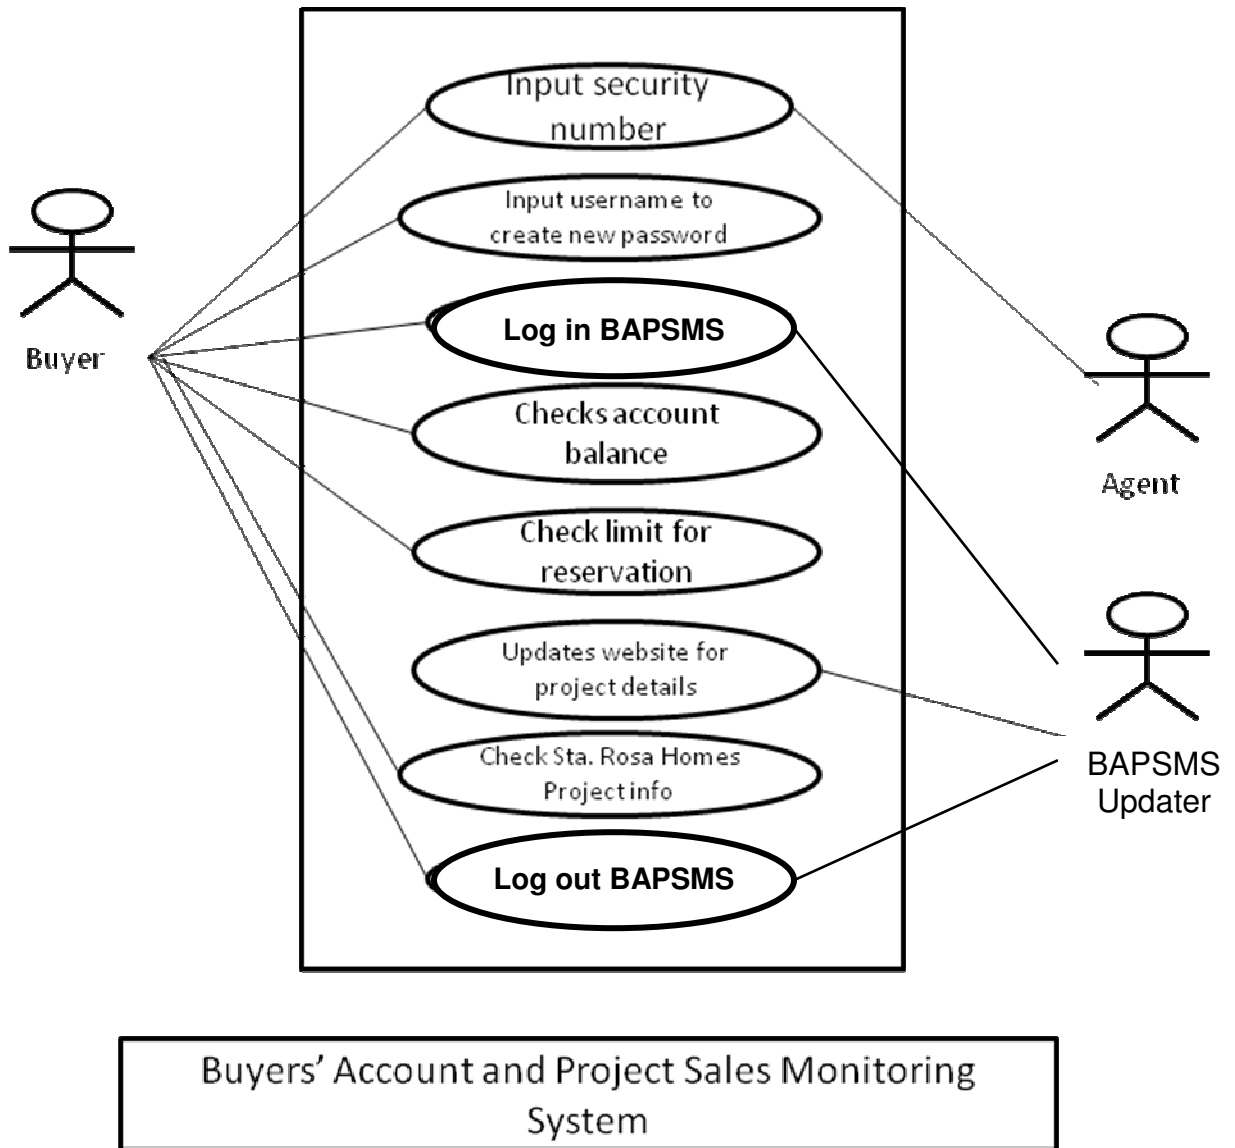 Input security
number
Input username to
create new password
Log in BAPSMS
Buyer
Checks account
balance
Agent
Check limit for
reservation
Updates website for
project details
Check Sta. Rosa Homes
Project info
BAPSMS
Updater
Log out BAPSMS
Buyers' Account and Project Sales Monitoring
System